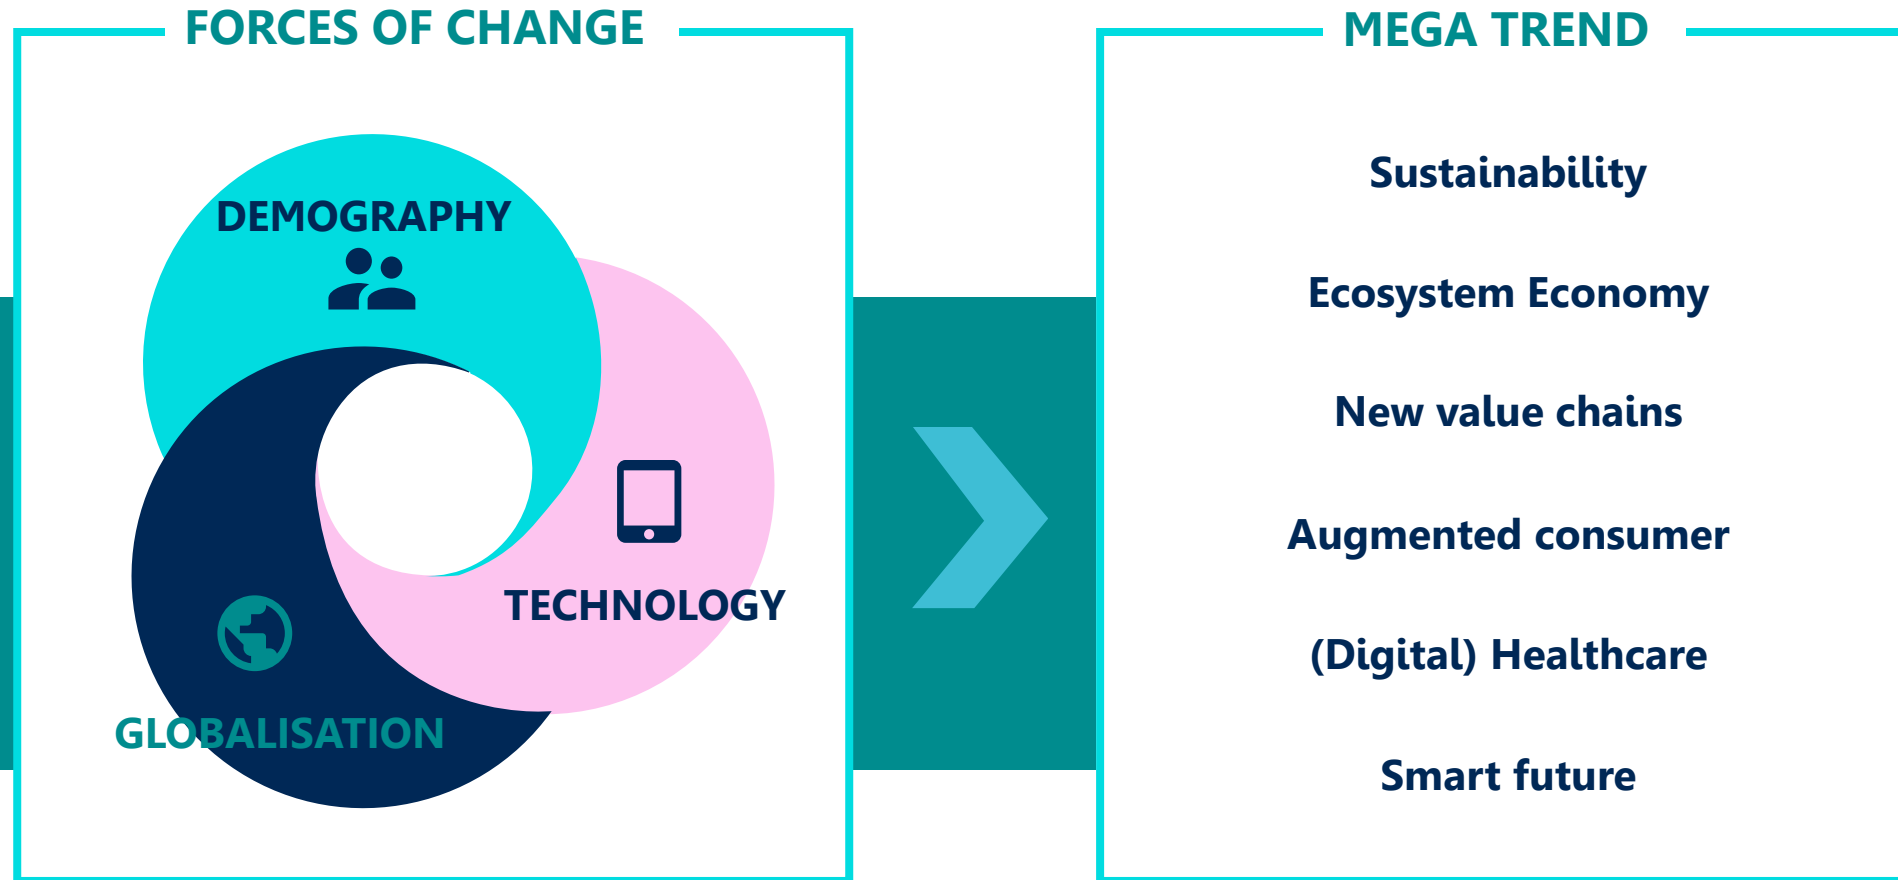 FORCES OF CHANGE
DEMOGRAPHY
TECHNOLOGY
GLOBALISATION
MEGA TREND
Sustainability
Ecosystem Economy
New value chains
Augmented consumer
(Digital) Healthcare
Smart future